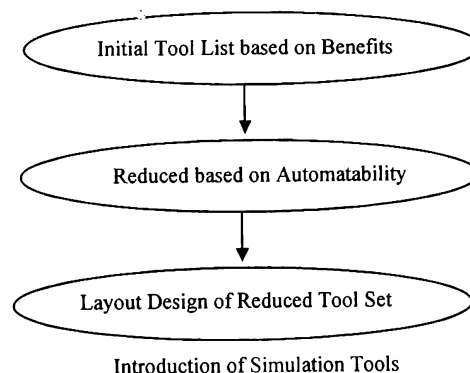 Initial Tool List based on Benefits
Reduced based on Automatability
Layout Design of Reduced Tool Set
Introduction of Simulation Tools